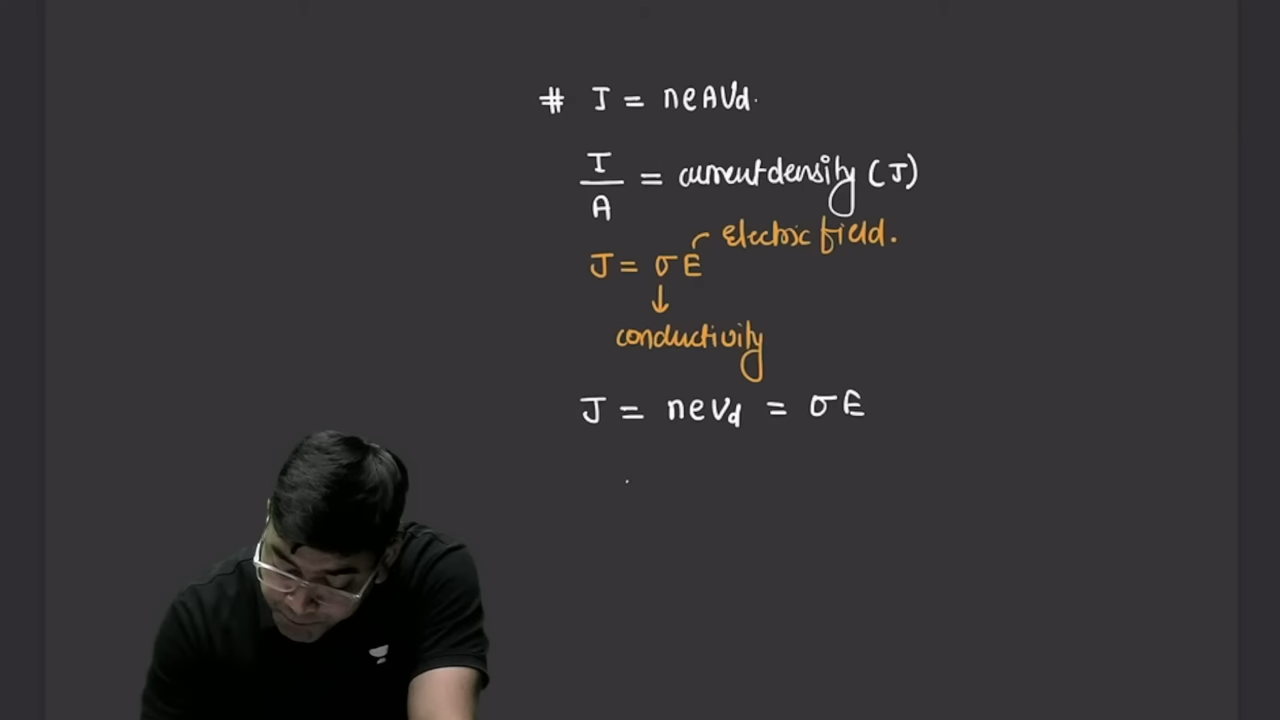 # I = neAVd.
I
A = current density (J)
Electric field.
J = σE
↓
conductivity
J = neVd = σE